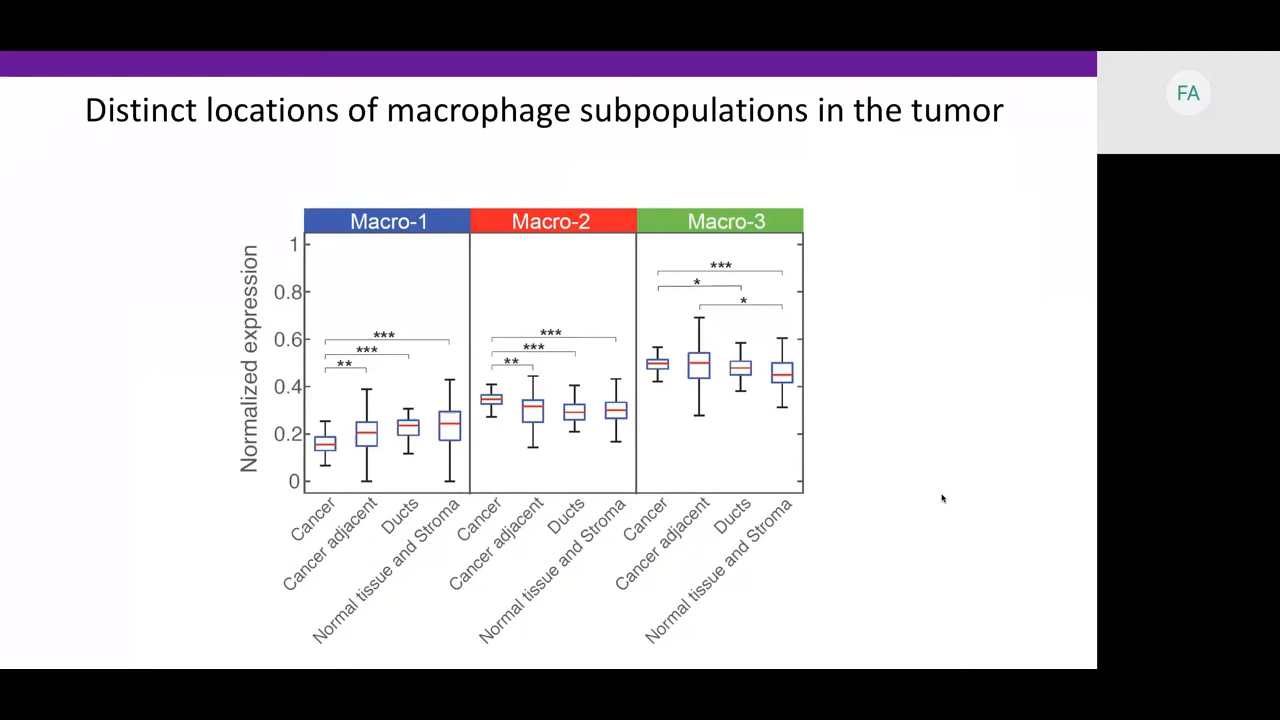 Distinct locations of macrophage subpopulations in the tumor
FA
Macro-1 Macro-2 Macro-3
Normalized expression
1
0.8
0.6
0.4
0.2
0
*** *** **
*** *** **
*** * *
Cancer
Cancer adjacent
Ducts
Normal tissue and Stroma
Cancer
Cancer adjacent
Ducts
Normal tissue and Stroma
Cancer
Cancer adjacent
Ducts
Normal tissue and Stroma